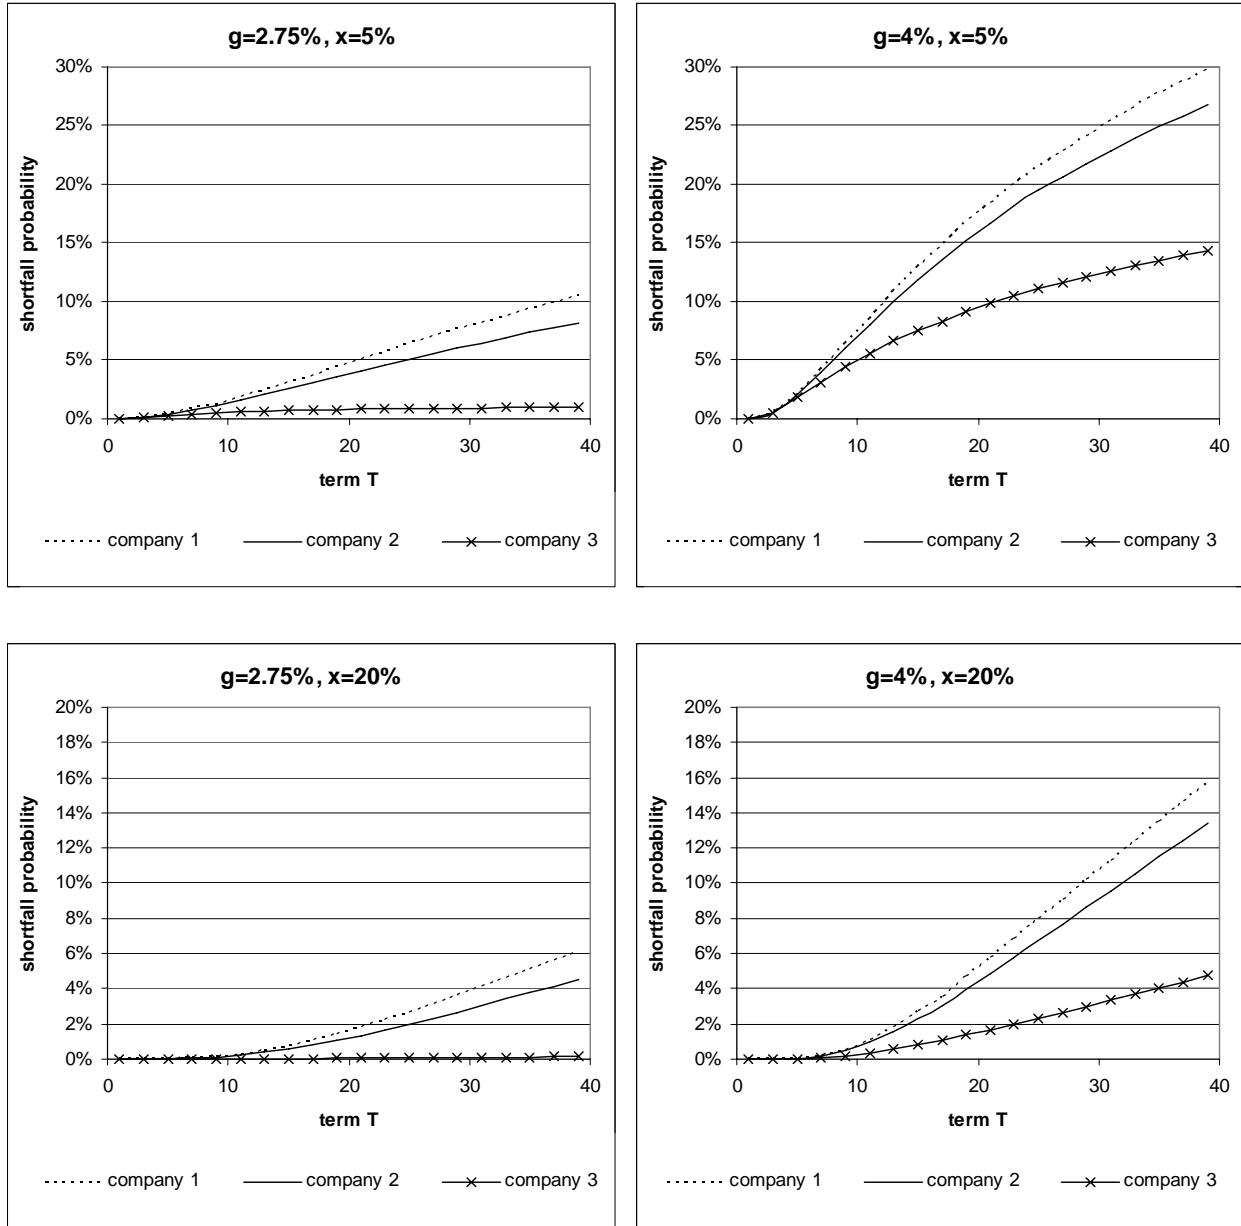 g=2.75%, x=5%
30%
25%
20%
15%
10%
5%
0%
shortfall probability
0 10 20 30 40
term T
company 1 company 2 company 3
g=4%, x=5%
30%
25%
20%
15%
10%
5%
0%
shortfall probability
0 10 20 30 40
term T
company 1 company 2 company 3
g=2.75%, x=20%
20%
18%
16%
14%
12%
10%
8%
6%
4%
2%
0%
shortfall probability
0 10 20 30 40
term T
company 1 company 2 company 3
g=4%, x=20%
20%
18%
16%
14%
12%
10%
8%
6%
4%
2%
0%
shortfall probability
0 10 20 30 40
term T
company 1 company 2 company 3